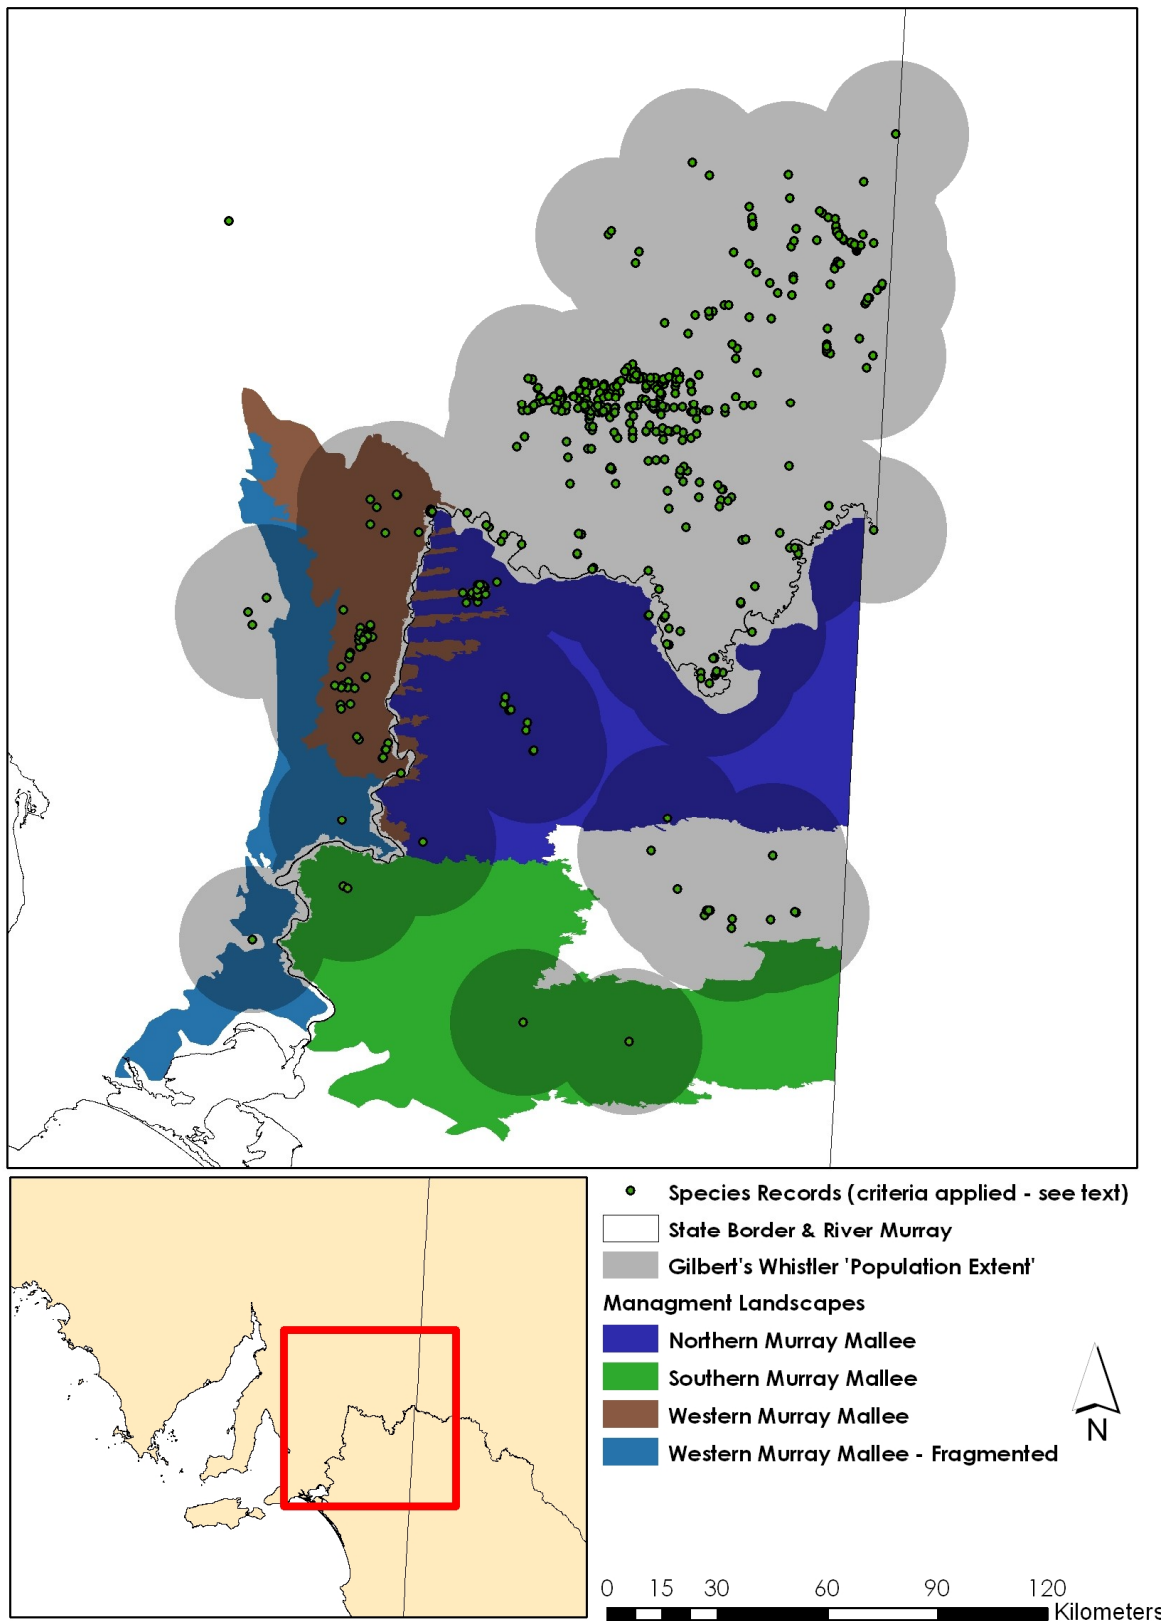 Species Records (criteria applied - see text)
State Border & River Murray
Gilbert's Whistler 'Population Extent'
Managment Landscapes
Northern Murray Mallee
Southern Murray Mallee
Western Murray Mallee
Western Murray Mallee - Fragmented
N
0 15 30 60 90 120
Kilometers